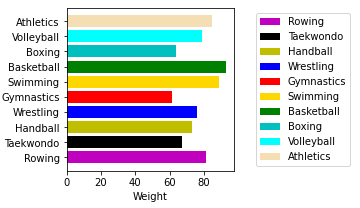 Athletics
Volleyball
Boxing
Basketball
Swimming
Gymnastics
Wrestling
Handball
Taekwondo
Rowing
0 20 40 60 80
Weight
Rowing
Taekwondo
Handball
Wrestling
Gymnastics
Swimming
Basketball
Boxing
Volleyball
Athletics